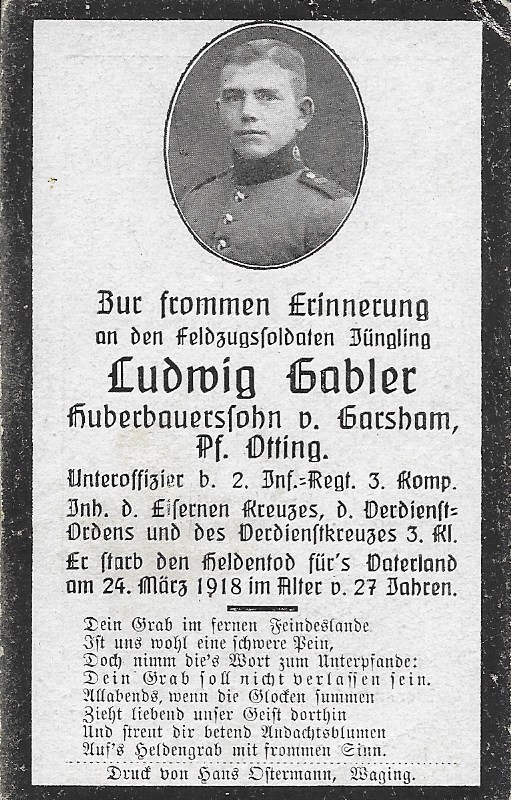 Zur frommen Erinnerung
an den Feldzugssoldaten Jüngling
Ludwig Gabler
Huberbauerssohn v. Garsham,
Pf. Otting.
Unteroffizier b. 2. Inf.-Regt. 3. Komp.
Inh. d. Eisernen Kreuzes, d. Verdienst-
Ordens und des Verdienstkreuzes 3. Kl.
Er starb den Heldentod für's Vaterland
am 24. März 1918 im Alter v. 27 Jahren.
Dein Grab im fernen Feindeslande
Ist uns wohl eine schwere Pein,
Doch nimm die's Wort zum Unterpfande:
Dein Grab soll nicht verlassen sein.
Allabends, wenn die Glocken summen
Zieht liebend unser Geist dorthin
Und streut dir betend Andachtsblumen
Auf's Heldengrab mit frommen Sinn.
Druck von Hans Ostermann, Waging.